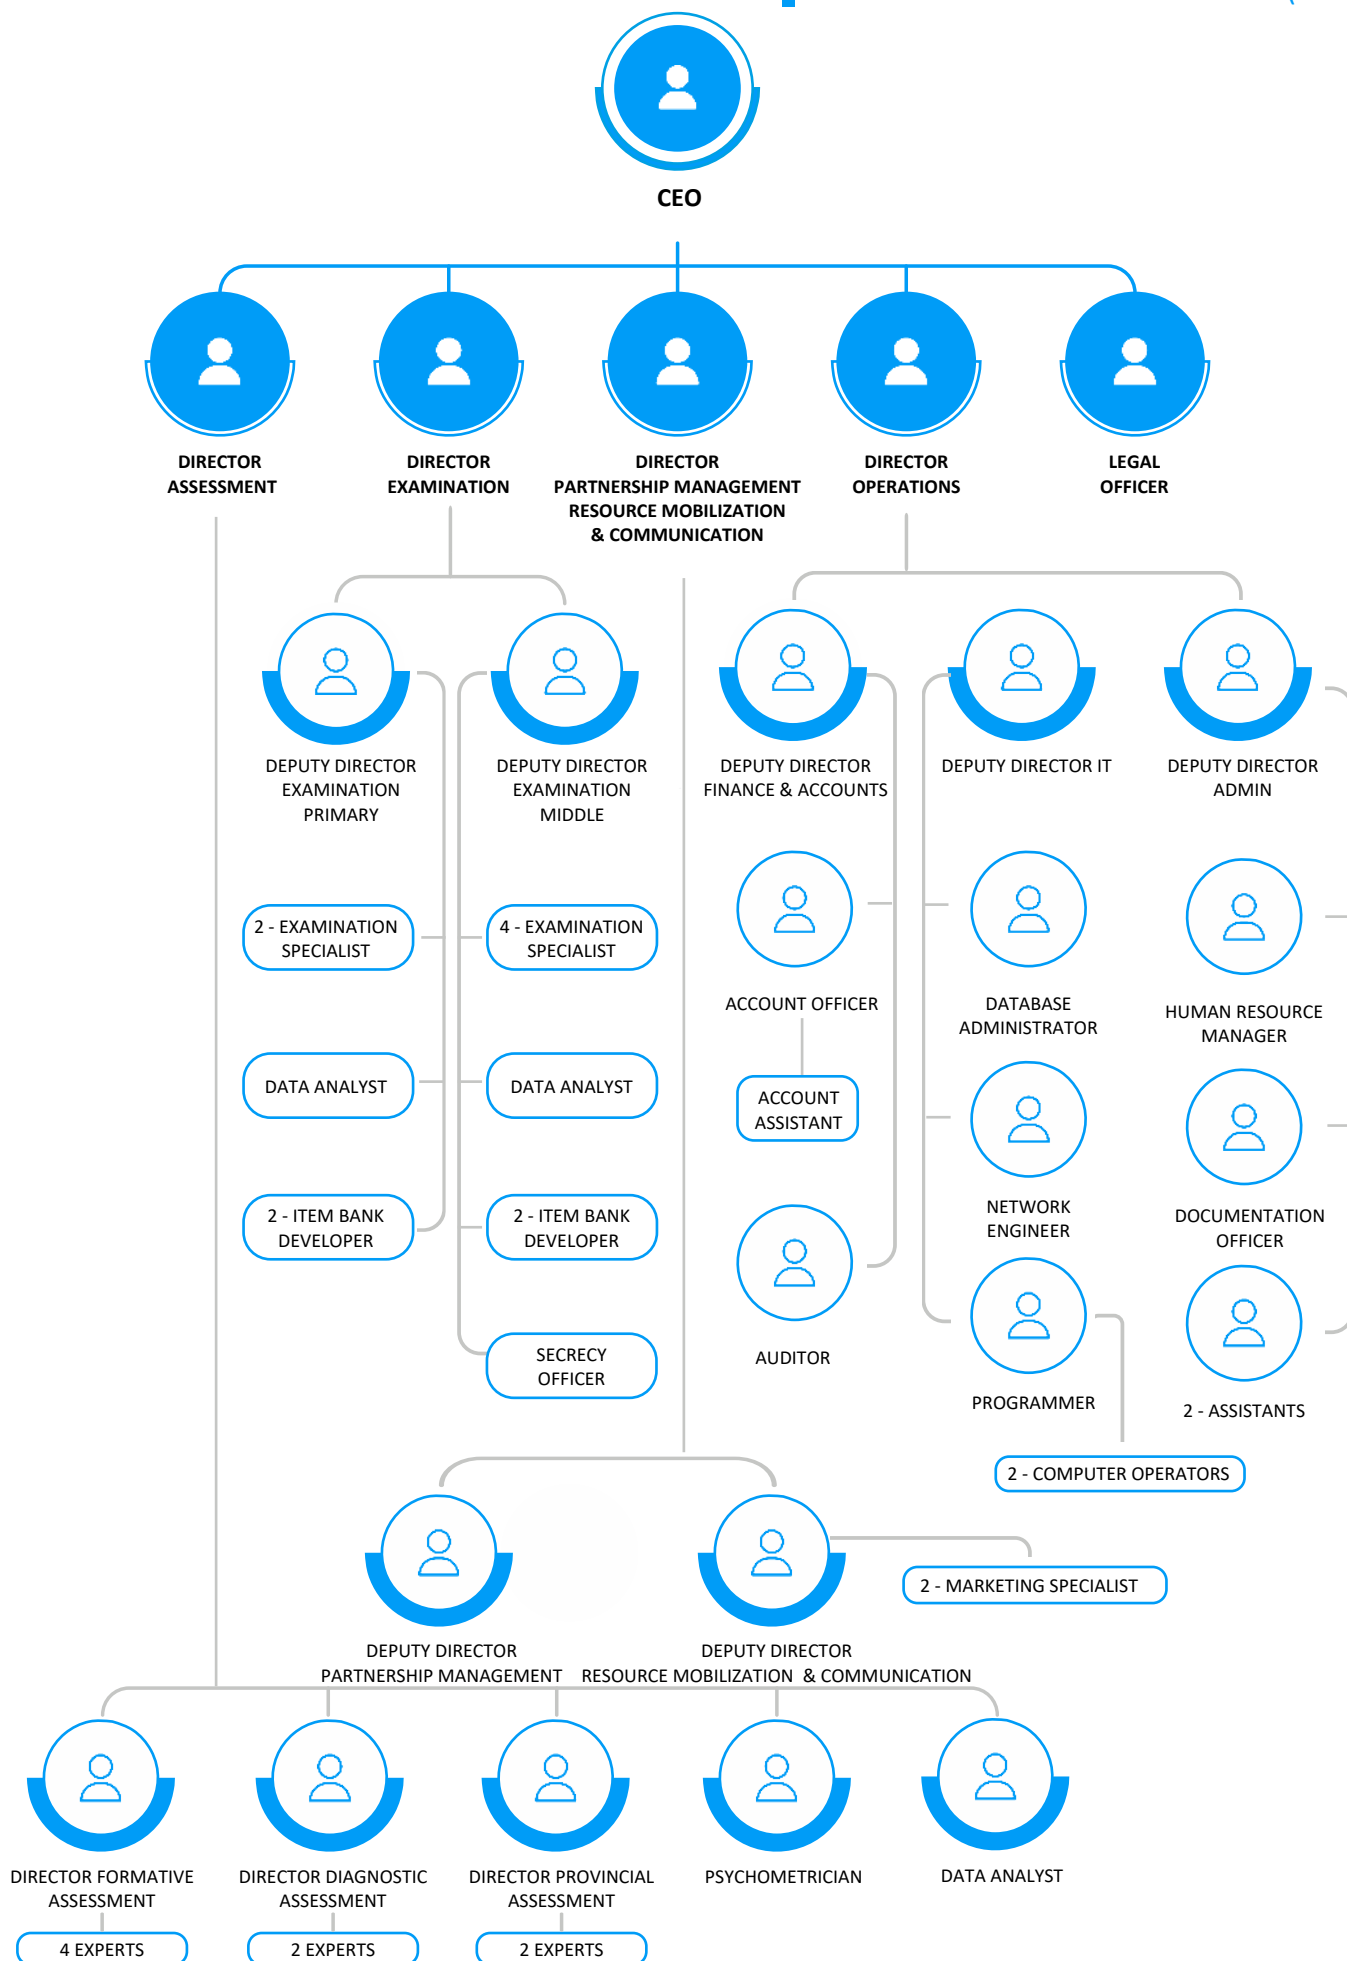 CEO
DIRECTOR
ASSESSMENT
DIRECTOR
EXAMINATION
DIRECTOR
PARTNERSHIP MANAGEMENT
RESOURCE MOBILIZATION
& COMMUNICATION
DIRECTOR
OPERATIONS
LEGAL
OFFICER
DEPUTY DIRECTOR
EXAMINATION
PRIMARY
DEPUTY DIRECTOR
EXAMINATION
MIDDLE
DEPUTY DIRECTOR
FINANCE & ACCOUNTS
DEPUTY DIRECTOR IT
DEPUTY DIRECTOR
ADMIN
2 - EXAMINATION
SPECIALIST
4 - EXAMINATION
SPECIALIST
ACCOUNT OFFICER
DATABASE
ADMINISTRATOR
HUMAN RESOURCE
MANAGER
DATA ANALYST
DATA ANALYST
ACCOUNT
ASSISTANT
2 - ITEM BANK
DEVELOPER
2 - ITEM BANK
DEVELOPER
NETWORK
ENGINEER
DOCUMENTATION
OFFICER
SECRECY
OFFICER
AUDITOR
PROGRAMMER
2 - ASSISTANTS
2 - COMPUTER OPERATORS
2 - MARKETING SPECIALIST
DEPUTY DIRECTOR
PARTNERSHIP MANAGEMENT
DEPUTY DIRECTOR
RESOURCE MOBILIZATION & COMMUNICATION
DIRECTOR FORMATIVE
ASSESSMENT
DIRECTOR DIAGNOSTIC
ASSESSMENT
DIRECTOR PROVINCIAL
ASSESSMENT
PSYCHOMETRICIAN
DATA ANALYST
4 EXPERTS
2 EXPERTS
2 EXPERTS